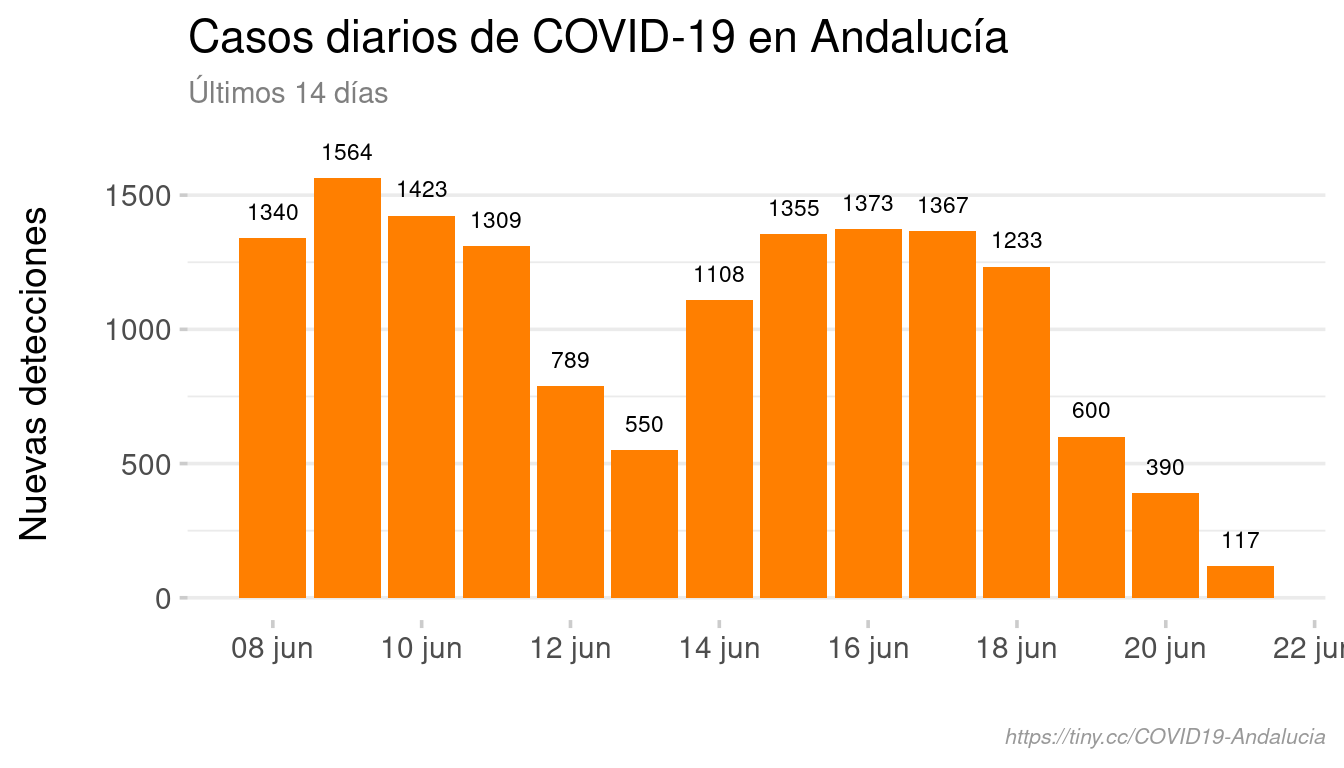 Casos diarios de COVID-19 en Andalucía
Últimos 14 días
Nuevas detecciones
1500
1000
500
0
1340
1564
1423
1309
789
550
1108
1355
1373
1367
1233
600
390
117
08 jun
10 jun
12 jun
14 jun
16 jun
18 jun
20 jun
22 jun
https://tiny.cc/COVID19-Andalucia